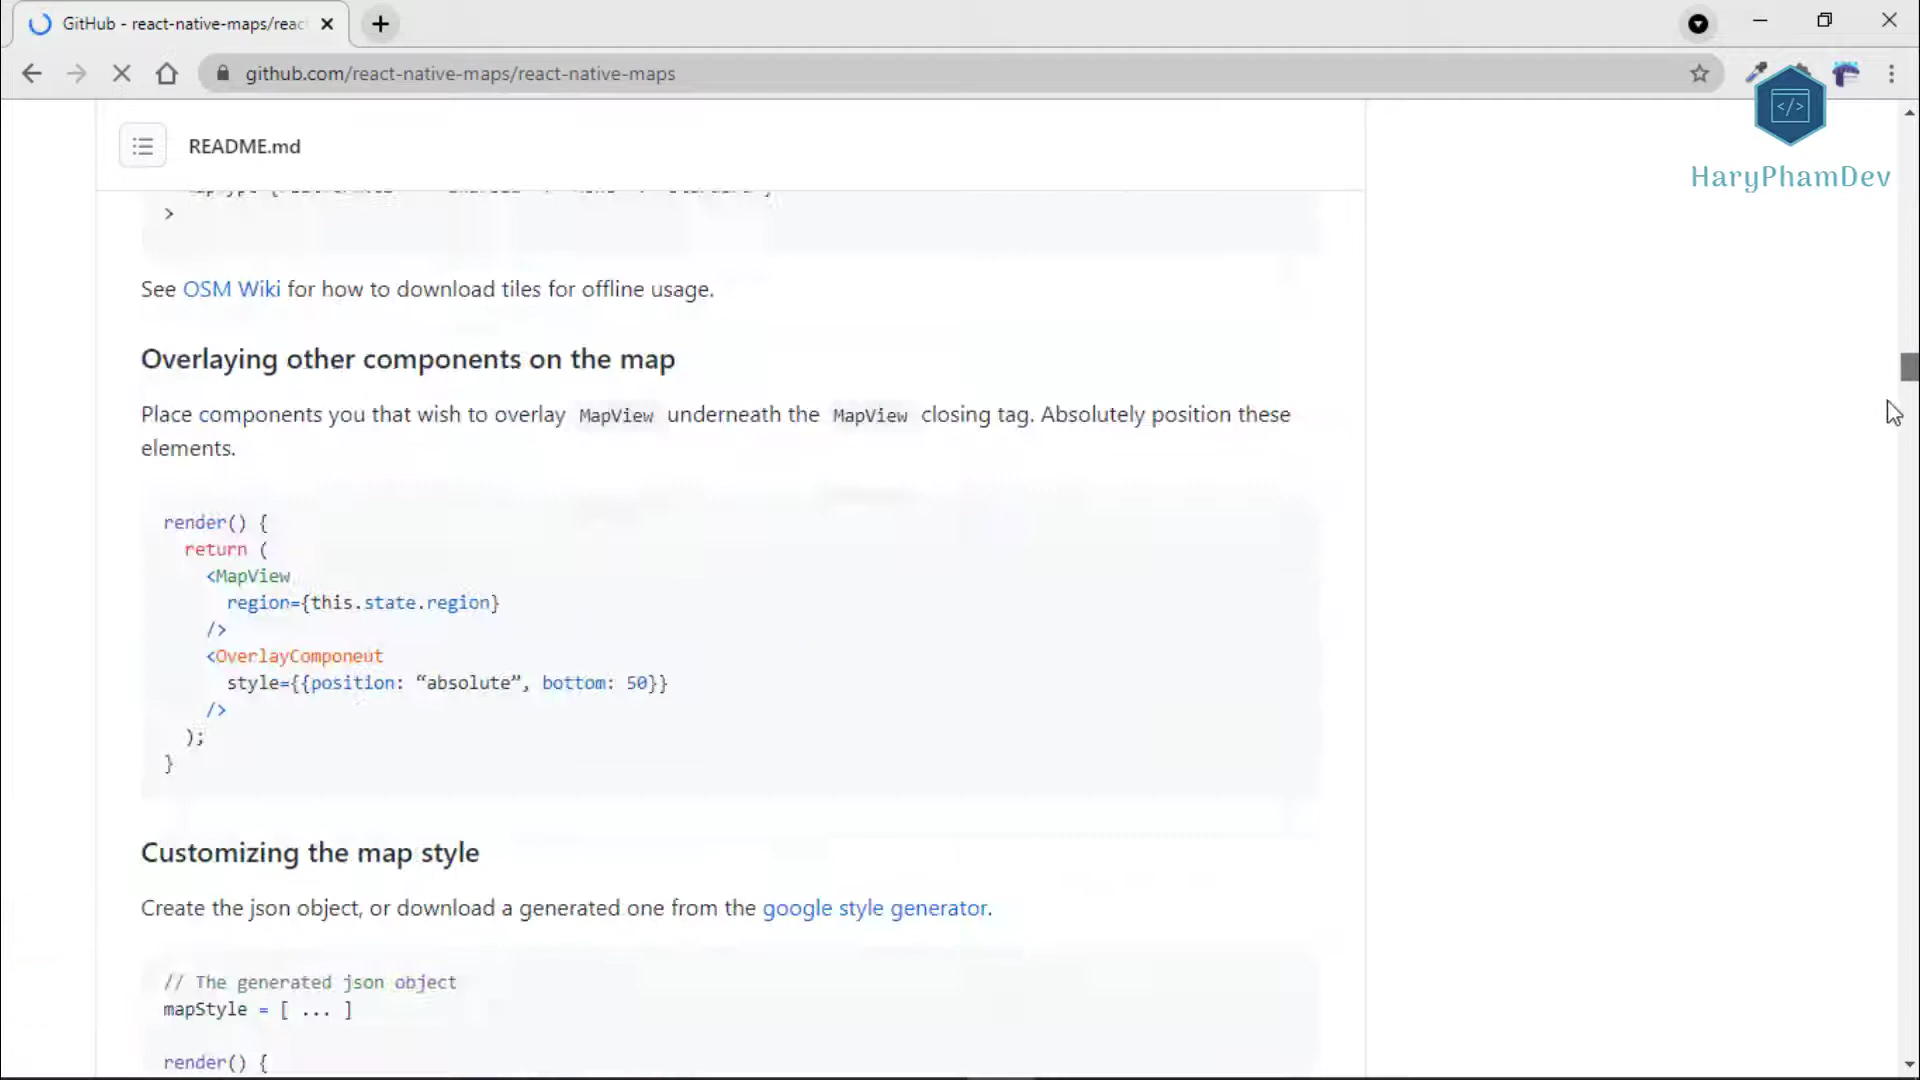 GitHub - react-native-maps/reac
github.com/react-native-maps/react-native-maps
</>
HaryPhamDev
README.md
>
See OSM Wiki for how to download tiles for offline usage.
Overlaying other components on the map
Place components you that wish to overlay MapView underneath the MapView closing tag. Absolutely position these
elements.
render() {
return (
<MapView
region={this.state.region}
/>
<OverlayComponent
style={{position: “absolute”, bottom: 50}}
/>
);
}
Customizing the map style
Create the json object, or download a generated one from the google style generator.
// The generated json object
mapStyle = [ ... ]
render() {